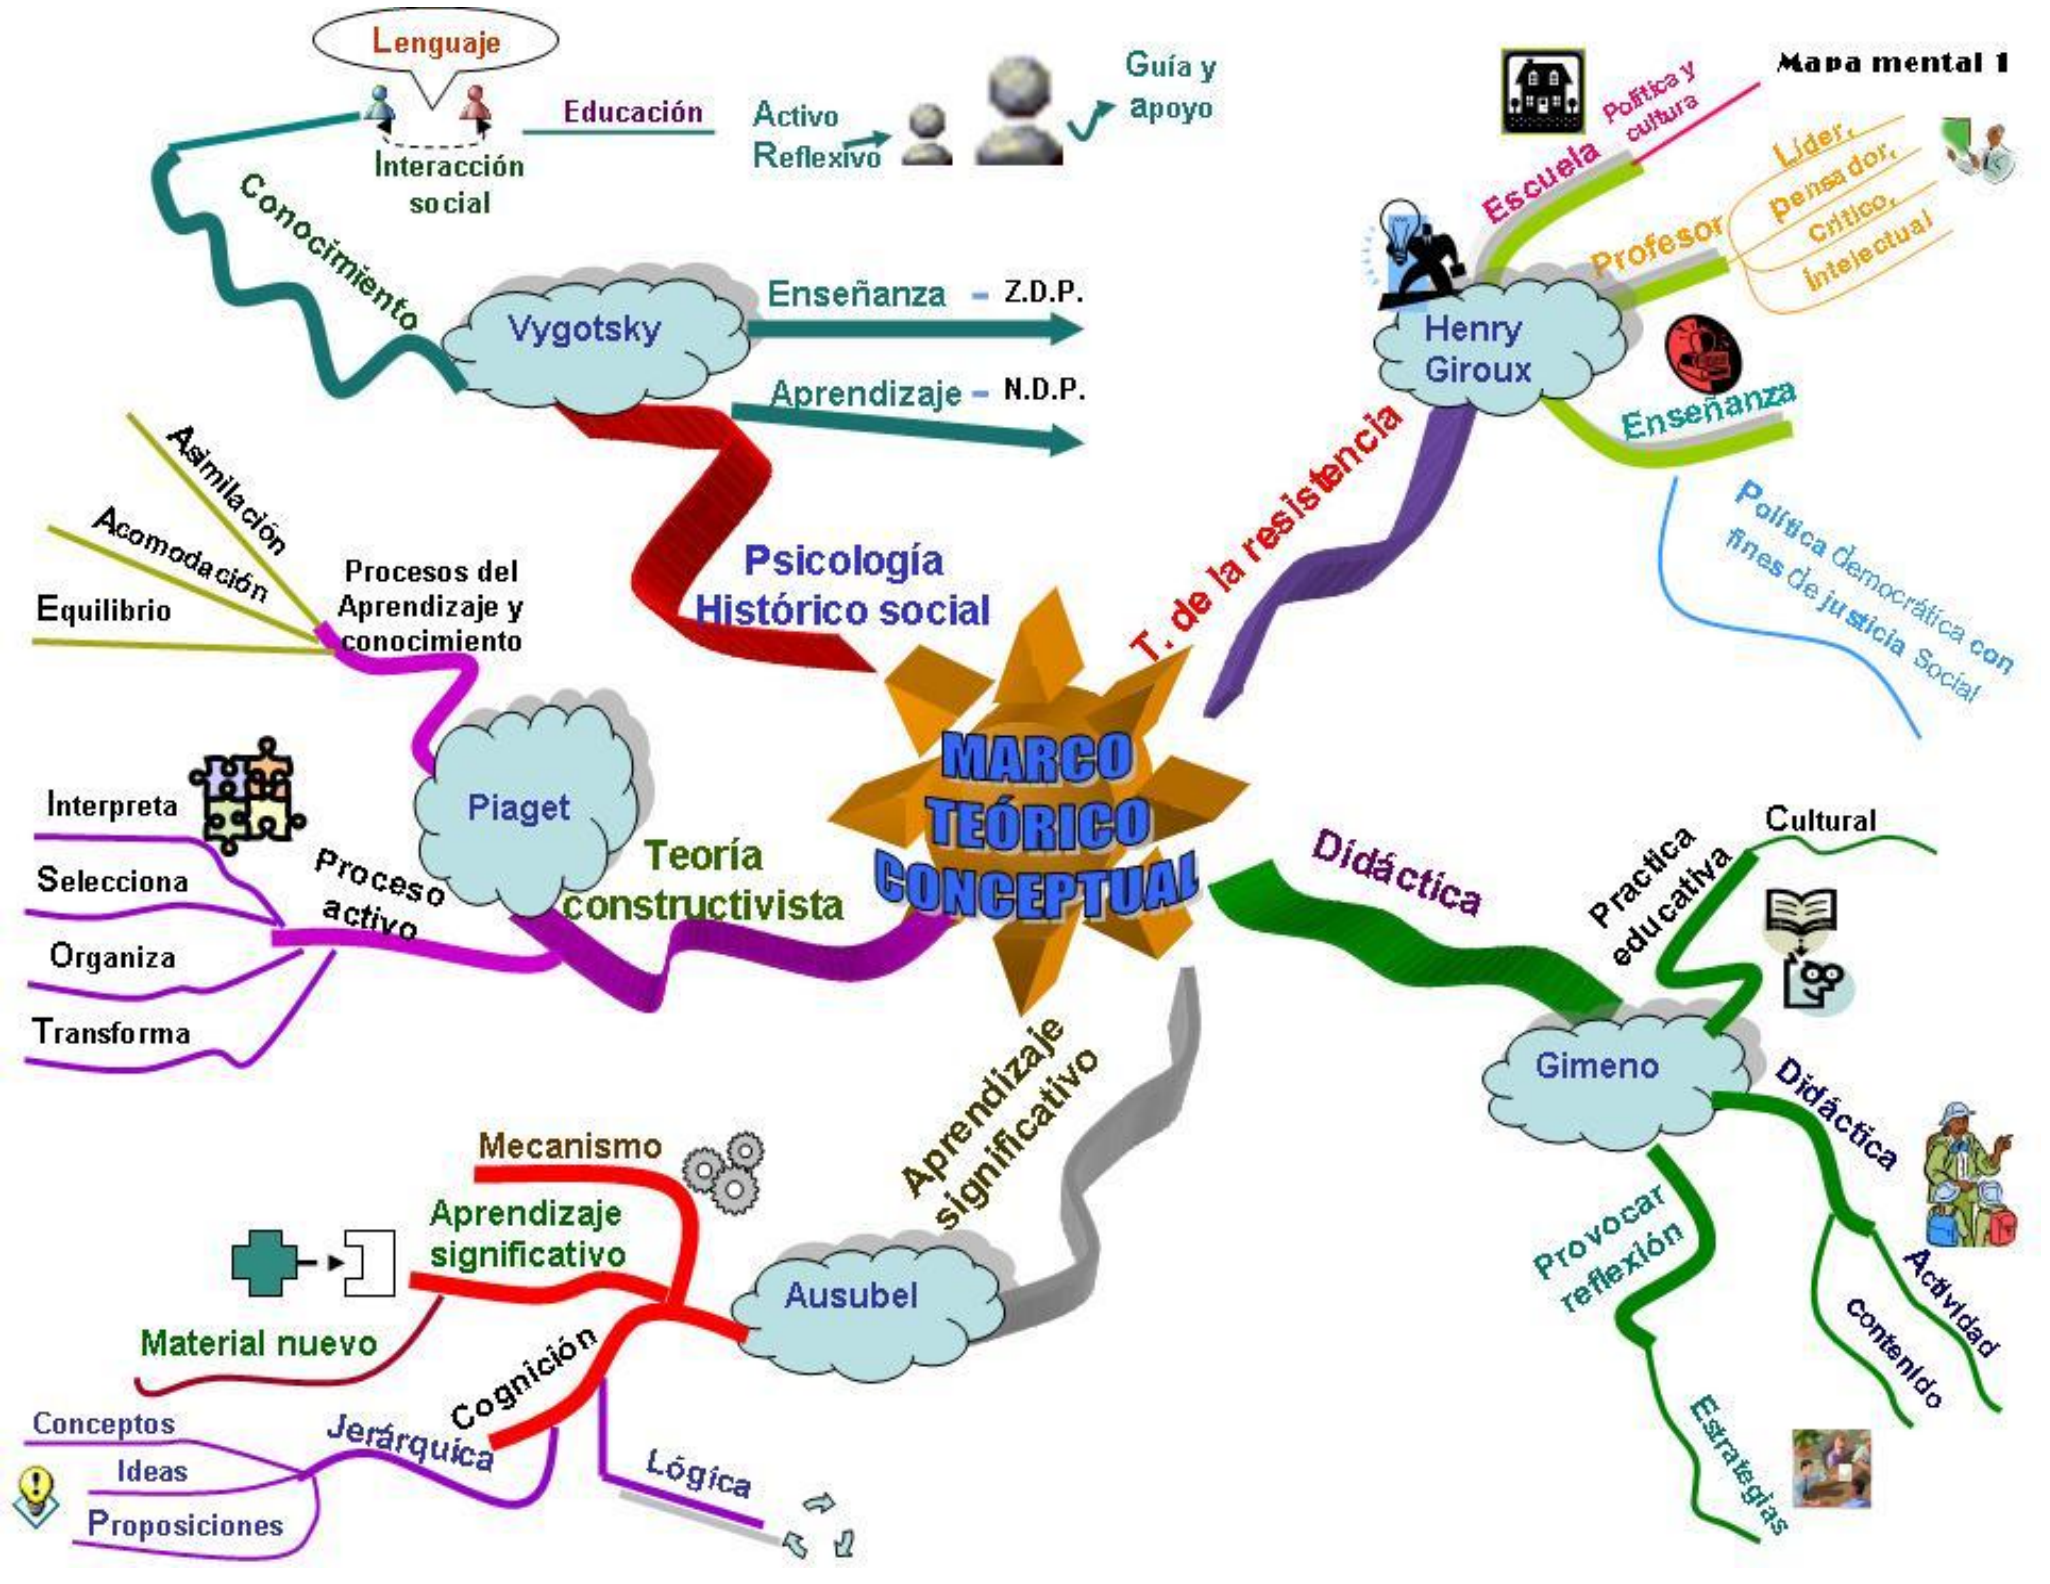 Mapa mental 1
MARCO
TEÓRICO
CONCEPTUAL
Psicología
Histórico social
Vygotsky
Conocimiento
Lenguaje
Interacción
social
Educación
Activo
Reflexivo
Guía y
apoyo
Enseñanza - Z.D.P.
Aprendizaje - N.D.P.
T. de la resistencia
Henry
Giroux
Escuela
Política y
cultura
Profesor
Líder,
pensador,
crítico,
Intelectual
Enseñanza
Política democrática con
fines de justicia Social
Teoría
constructivista
Piaget
Procesos del
Aprendizaje y
conocimiento
Asimilación
Acomodación
Equilibrio
Proceso
activo
Interpreta
Selecciona
Organiza
Transforma
Didáctica
Gimeno
Practica
educativa
Cultural
Didáctica
Actividad
contenido
Provocar
reflexión
Estrategias
Aprendizaje
significativo
Ausubel
Mecanismo
Aprendizaje
significativo
Material nuevo
Cognición
Jerárquica
Conceptos
Ideas
Proposiciones
Lógica